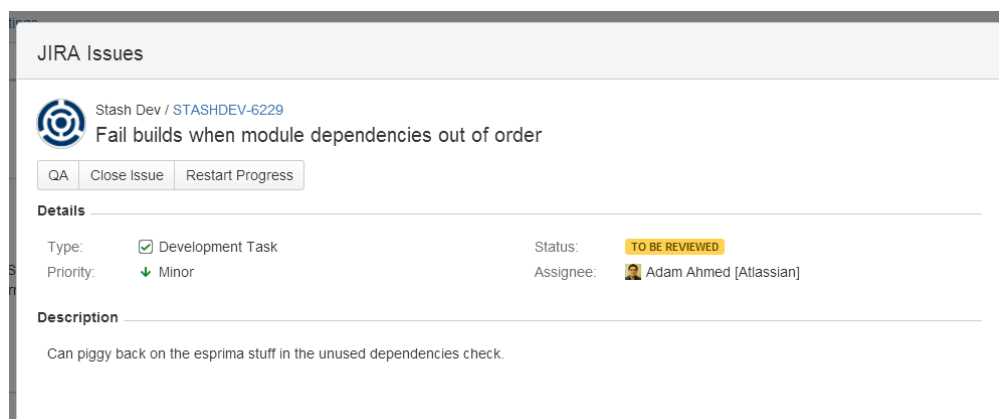 JIRA Issues
Stash Dev / STASHDEV-6229
Fail builds when module dependencies out of order
QA Close Issue Restart Progress
Details
Type: Development Task Status: TO BE REVIEWED
Priority: Minor Assignee: Adam Ahmed [Atlassian]
Description
Can piggy back on the esprima stuff in the unused dependencies check.